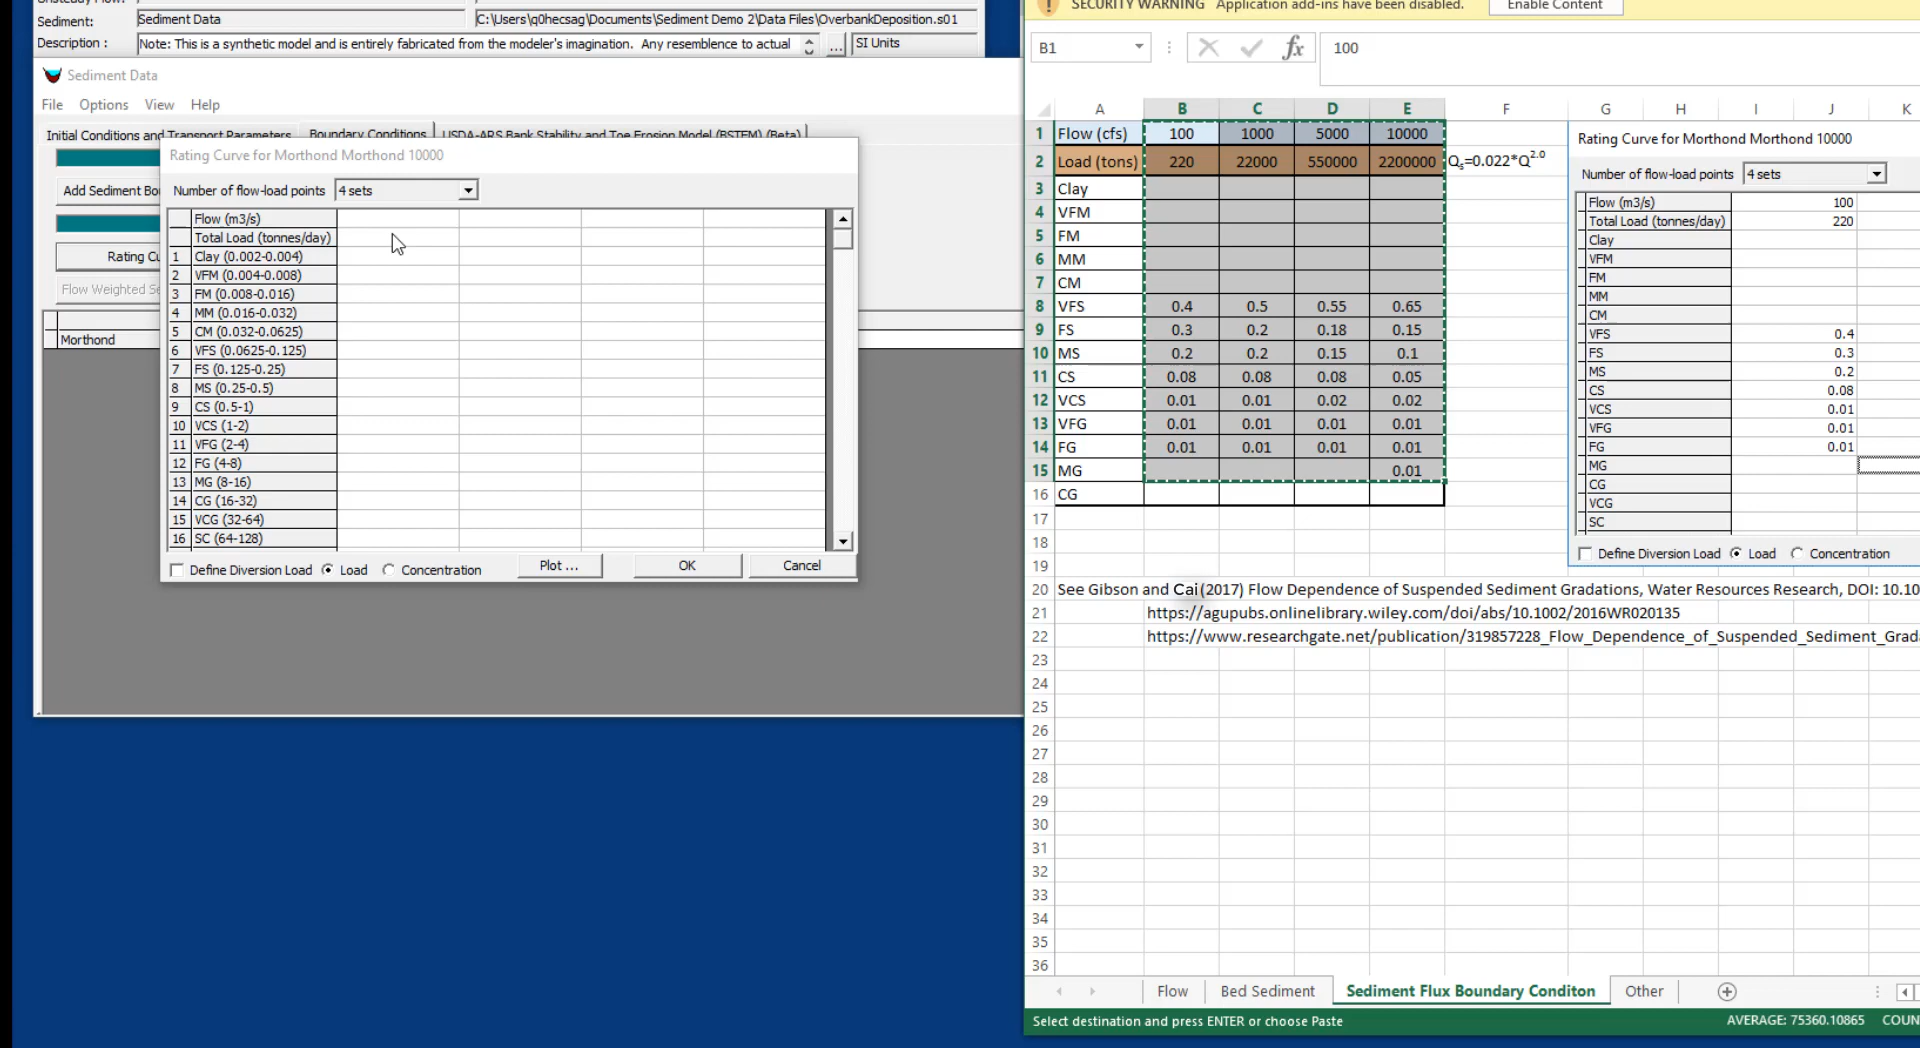 Sediment: Sediment Data C:\Users\q0hecsag\Documents\Sediment Demo 2\Data Files\OverbankDeposition.s01
Description : Note: This is a synthetic model and is entirely fabricated from the modeler's imagination. Any resemblence to actual ... SI Units
Sediment Data
File Options View Help
Initial Conditions and Transport Parameters Boundary Conditions USDA-ARS Bank Stability and Toe Erosion Model (BSTEM) (Beta)
Add Sediment Bo
Rating Cu
Flow Weighted Se
Morthond
Rating Curve for Morthond Morthond 10000
Number of flow-load points 4 sets
Flow (m3/s)
Total Load (tonnes/day)
1 Clay (0.002-0.004)
2 VFM (0.004-0.008)
3 FM (0.008-0.016)
4 MM (0.016-0.032)
5 CM (0.032-0.0625)
6 VFS (0.0625-0.125)
7 FS (0.125-0.25)
8 MS (0.25-0.5)
9 CS (0.5-1)
10 VCS (1-2)
11 VFG (2-4)
12 FG (4-8)
13 MG (8-16)
14 CG (16-32)
15 VCG (32-64)
16 SC (64-128)
Define Diversion Load Load Concentration Plot ... OK Cancel
SECURITY WARNING Application add-ins have been disabled. Enable Content
B1 fx 100
A B C D E F G H I J K
1 Flow (cfs) 100 1000 5000 10000
2 Load (tons) 220 22000 550000 2200000 Qs=0.022*Q2.0
3 Clay
4 VFM
5 FM
6 MM
7 CM
8 VFS 0.4 0.5 0.55 0.65
9 FS 0.3 0.2 0.18 0.15
10 MS 0.2 0.2 0.15 0.1
11 CS 0.08 0.08 0.08 0.05
12 VCS 0.01 0.01 0.02 0.02
13 VFG 0.01 0.01 0.01 0.01
14 FG 0.01 0.01 0.01 0.01
15 MG 0.01
16 CG
17
18
19
20 See Gibson and Cai (2017) Flow Dependence of Suspended Sediment Gradations, Water Resources Research, DOI: 10.10
21 https://agupubs.onlinelibrary.wiley.com/doi/abs/10.1002/2016WR020135
22 https://www.researchgate.net/publication/319857228_Flow_Dependence_of_Suspended_Sediment_Grada
23
24
25
26
27
28
29
30
31
32
33
34
35
36
Rating Curve for Morthond Morthond 10000
Number of flow-load points 4 sets
Flow (m3/s) 100
Total Load (tonnes/day) 220
Clay
VFM
FM
MM
CM
VFS 0.4
FS 0.3
MS 0.2
CS 0.08
VCS 0.01
VFG 0.01
FG 0.01
MG
CG
VCG
SC
Define Diversion Load Load Concentration
Flow Bed Sediment Sediment Flux Boundary Conditon Other
Select destination and press ENTER or choose Paste AVERAGE: 75360.10865 COUN